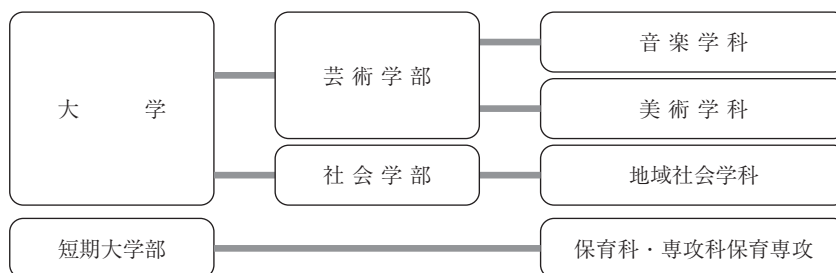 大学
芸術学部
音楽学科
美術学科
社会学部
地域社会学科
短期大学部
保育科・専攻科保育専攻